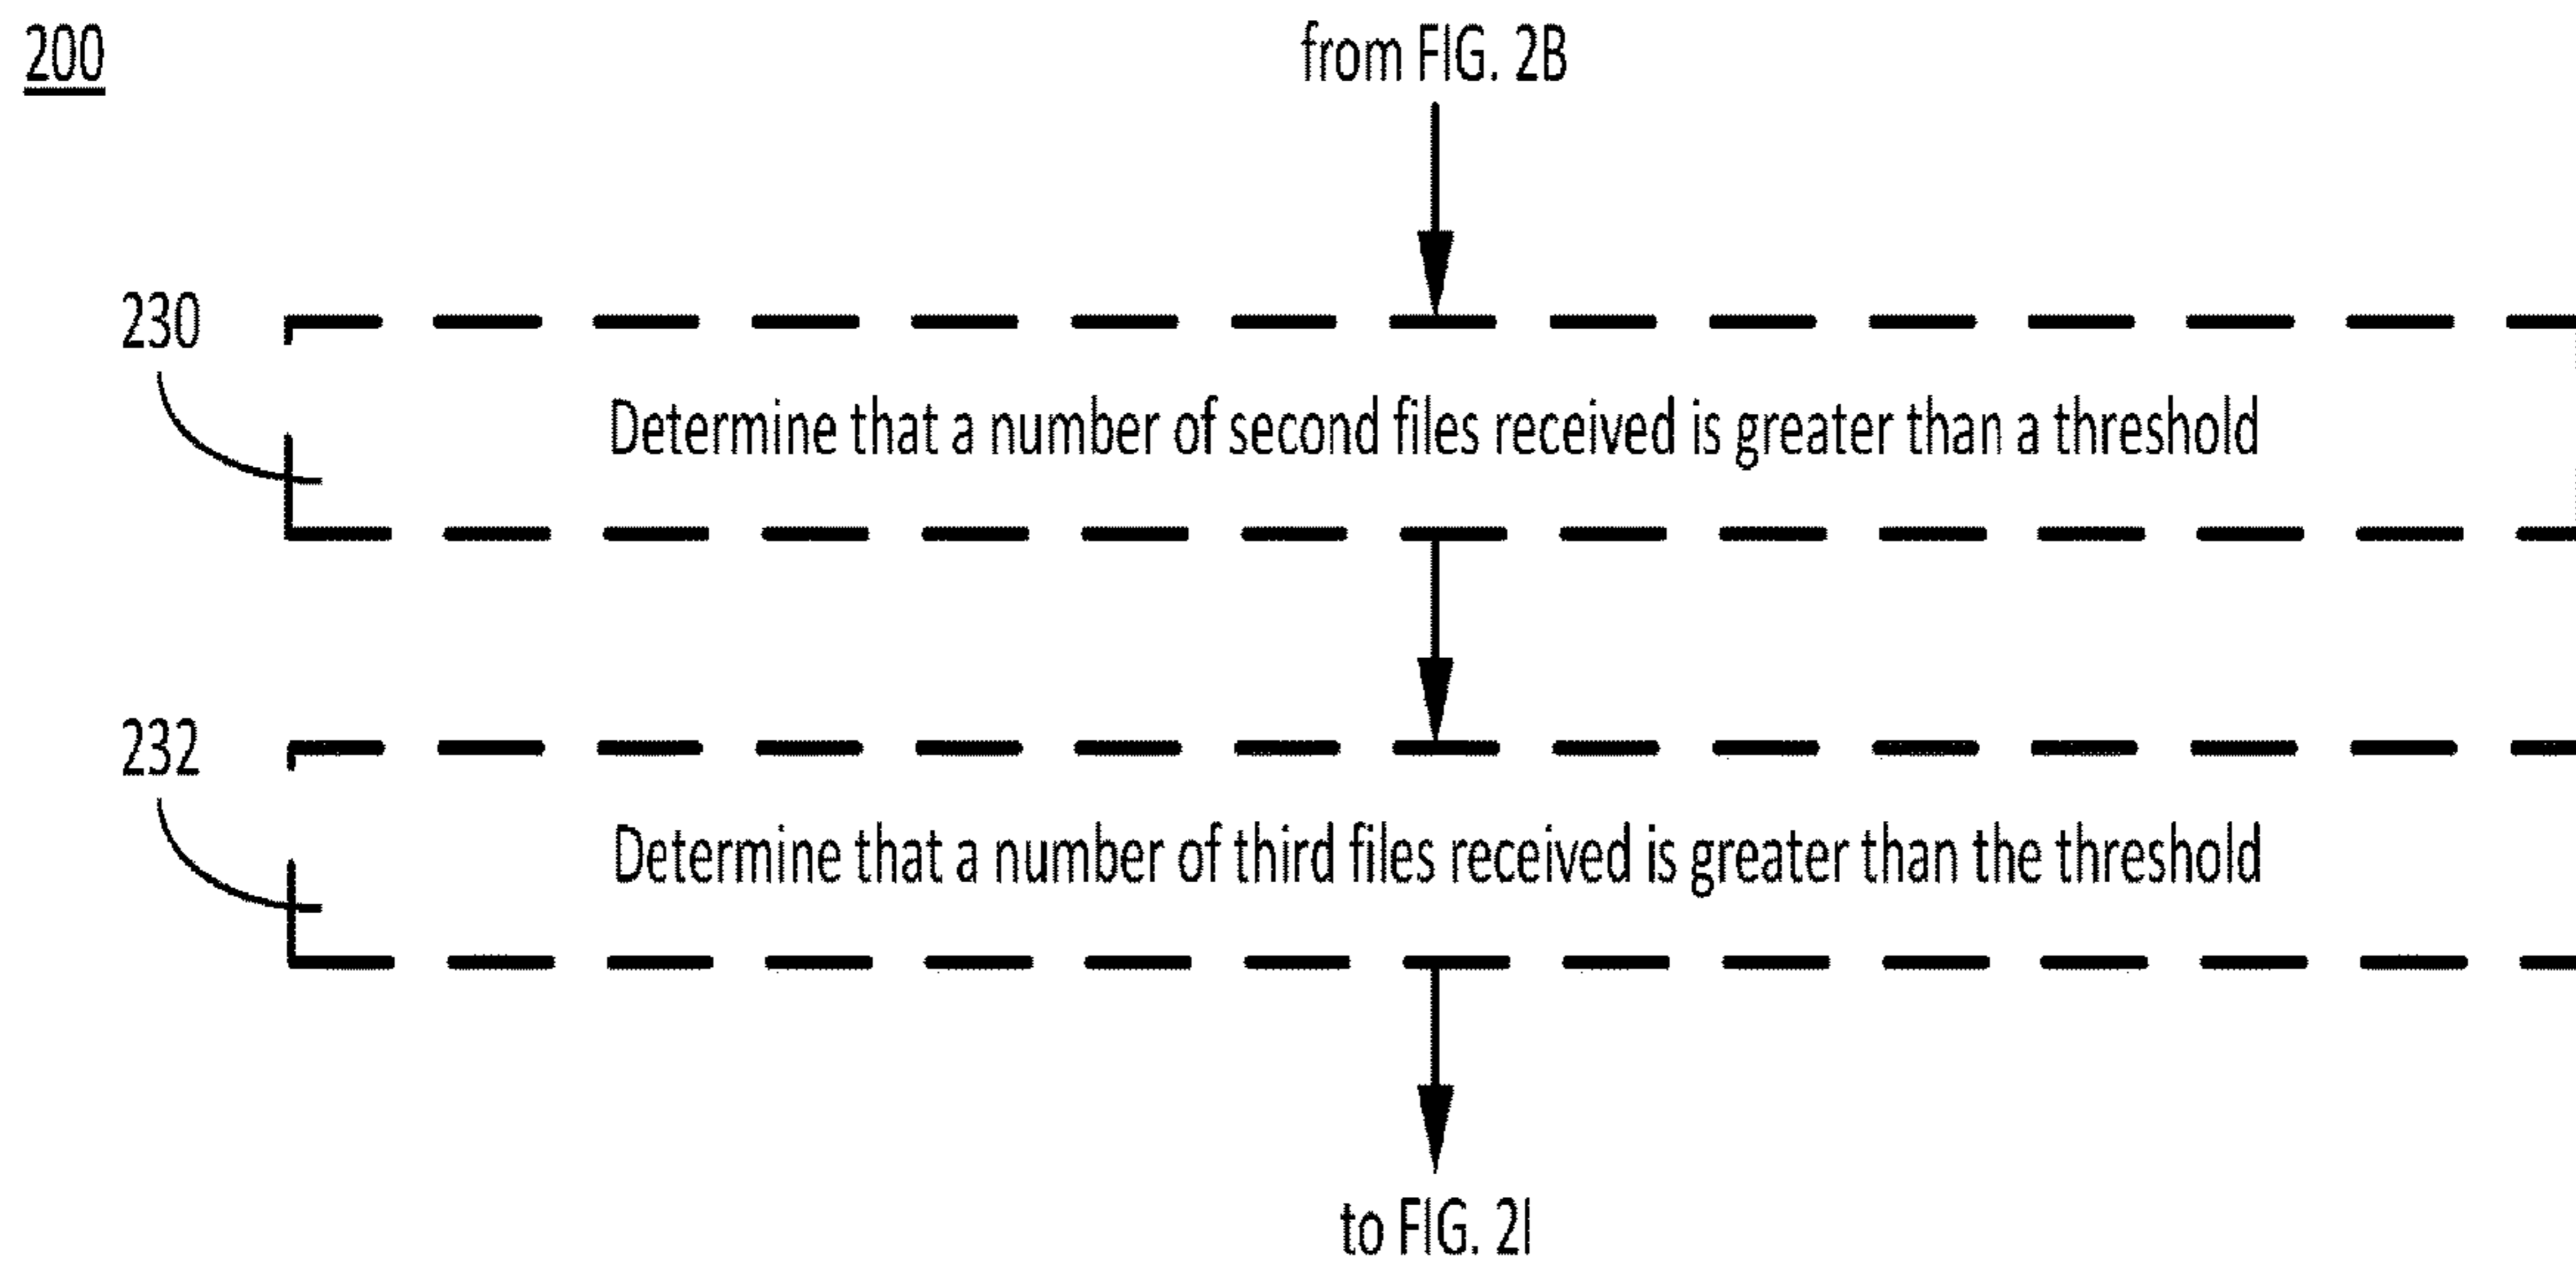 200
from FIG. 2B
230
Determine that a number of second files received is greater than a threshold
232
Determine that a number of third files received is greater than the threshold
to FIG. 2I